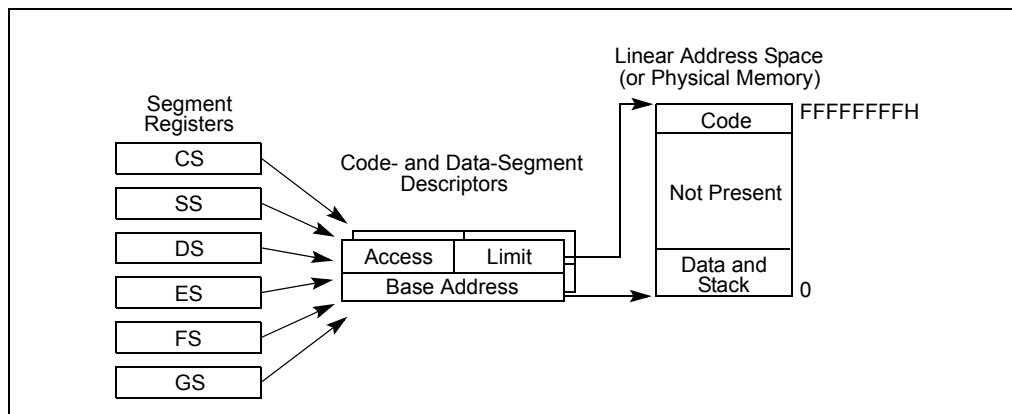 Linear Address Space
(or Physical Memory)
Segment
Registers
FFFFFFFFH
Code
CS
Code- and Data-Segment
Descriptors
SS
Not Present
DS
Access
Limit
Data and
Stack
ES
Base Address
0
FS
GS